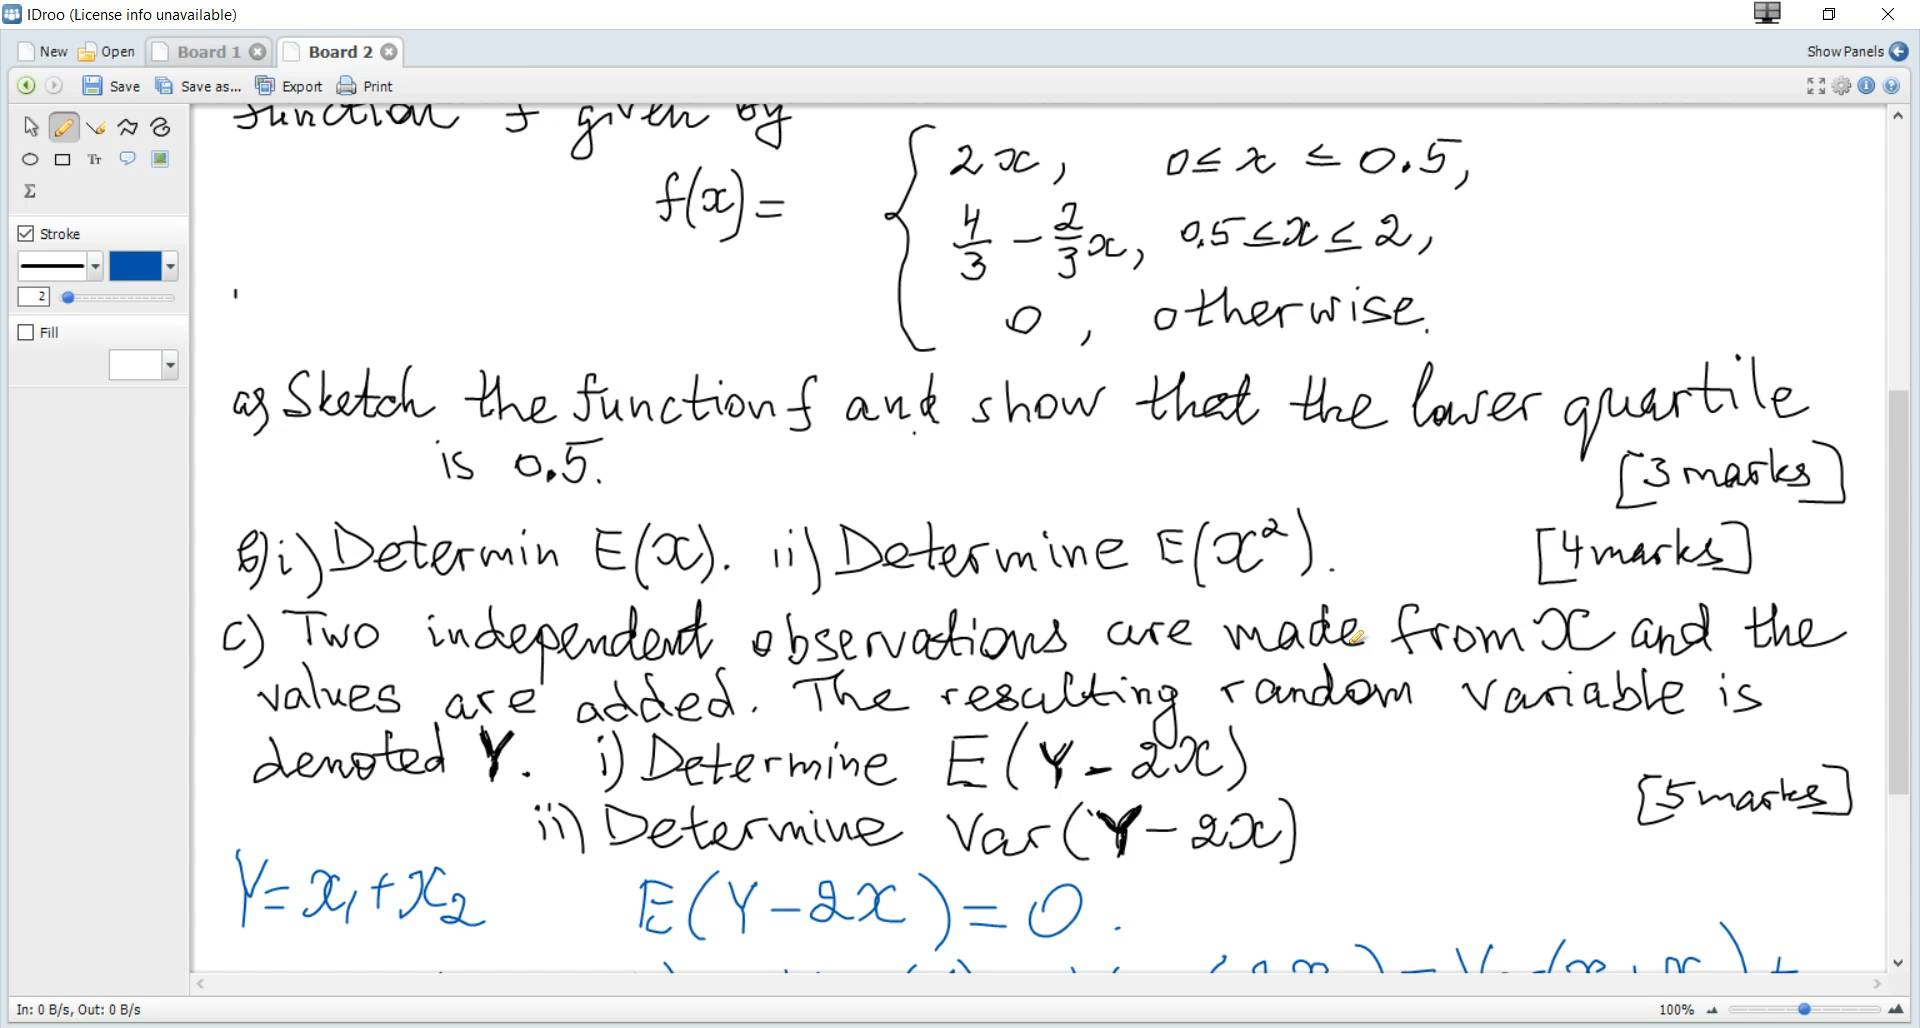 IDroo (License info unavailable)
New Open Board 1 Board 2 Show Panels
Save Save as... Export Print
Stroke
2
Fill
function f given by
f(x)= { 2x, 0≤ x ≤ 0.5,
4/3 - 2/3 x, 0.5 ≤ x ≤ 2,
0, otherwise.
a) Sketch the function f and show that the lower quartile
is 0.5.
[3 marks]
b) i) Determin E(X). ii) Determine E(X²). [4 marks]
c) Two independent observations are made from X and the
values are added. The resulting random variable is
denoted Y. i) Determine E(Y-2X)
[5 marks]
ii) Determine Var(Y-2X)
Y=X₁+X₂ E(Y-2X)=0.
In: 0 B/s, Out: 0 B/s 100%